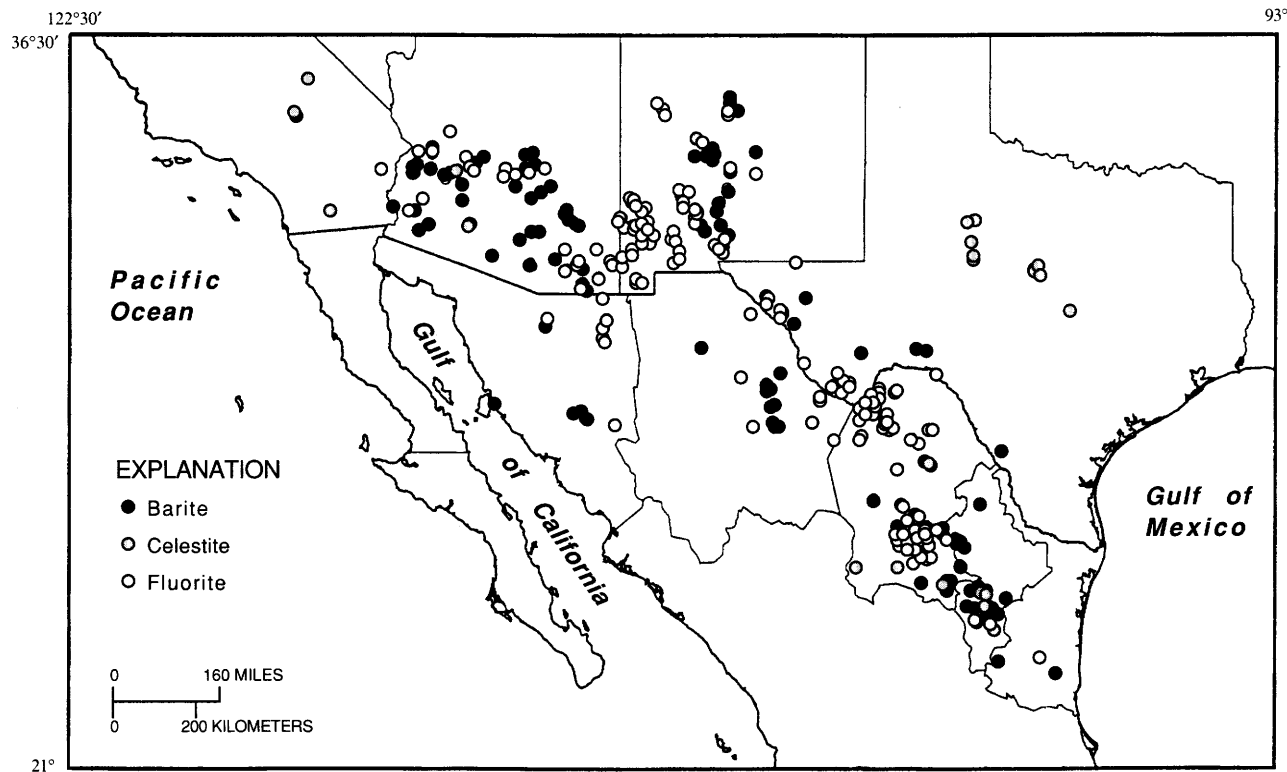 122°30′
93°
36°30′
Pacific
Ocean
Gulf
of
California
EXPLANATION
Barite
Celestite
Fluorite
Gulf of
Mexico
0 160 MILES
0 200 KILOMETERS
21°